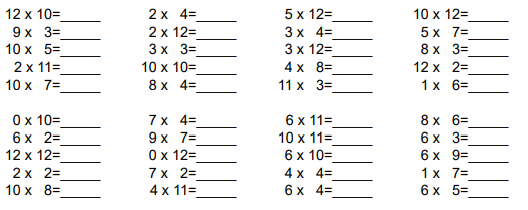 12 x 10=______ 2 x 4=______ 5 x 12=______ 10 x 12=______
9 x 3=______ 2 x 12=______ 3 x 4=______ 5 x 7=______
10 x 5=______ 3 x 3=______ 3 x 12=______ 8 x 3=______
2 x 11=______ 10 x 10=______ 4 x 8=______ 12 x 2=______
10 x 7=______ 8 x 4=______ 11 x 3=______ 1 x 6=______
0 x 10=______ 7 x 4=______ 6 x 11=______ 8 x 6=______
6 x 2=______ 9 x 7=______ 10 x 11=______ 6 x 3=______
12 x 12=______ 0 x 12=______ 6 x 10=______ 6 x 9=______
2 x 2=______ 7 x 2=______ 4 x 4=______ 1 x 7=______
10 x 8=______ 4 x 11=______ 6 x 4=______ 6 x 5=______